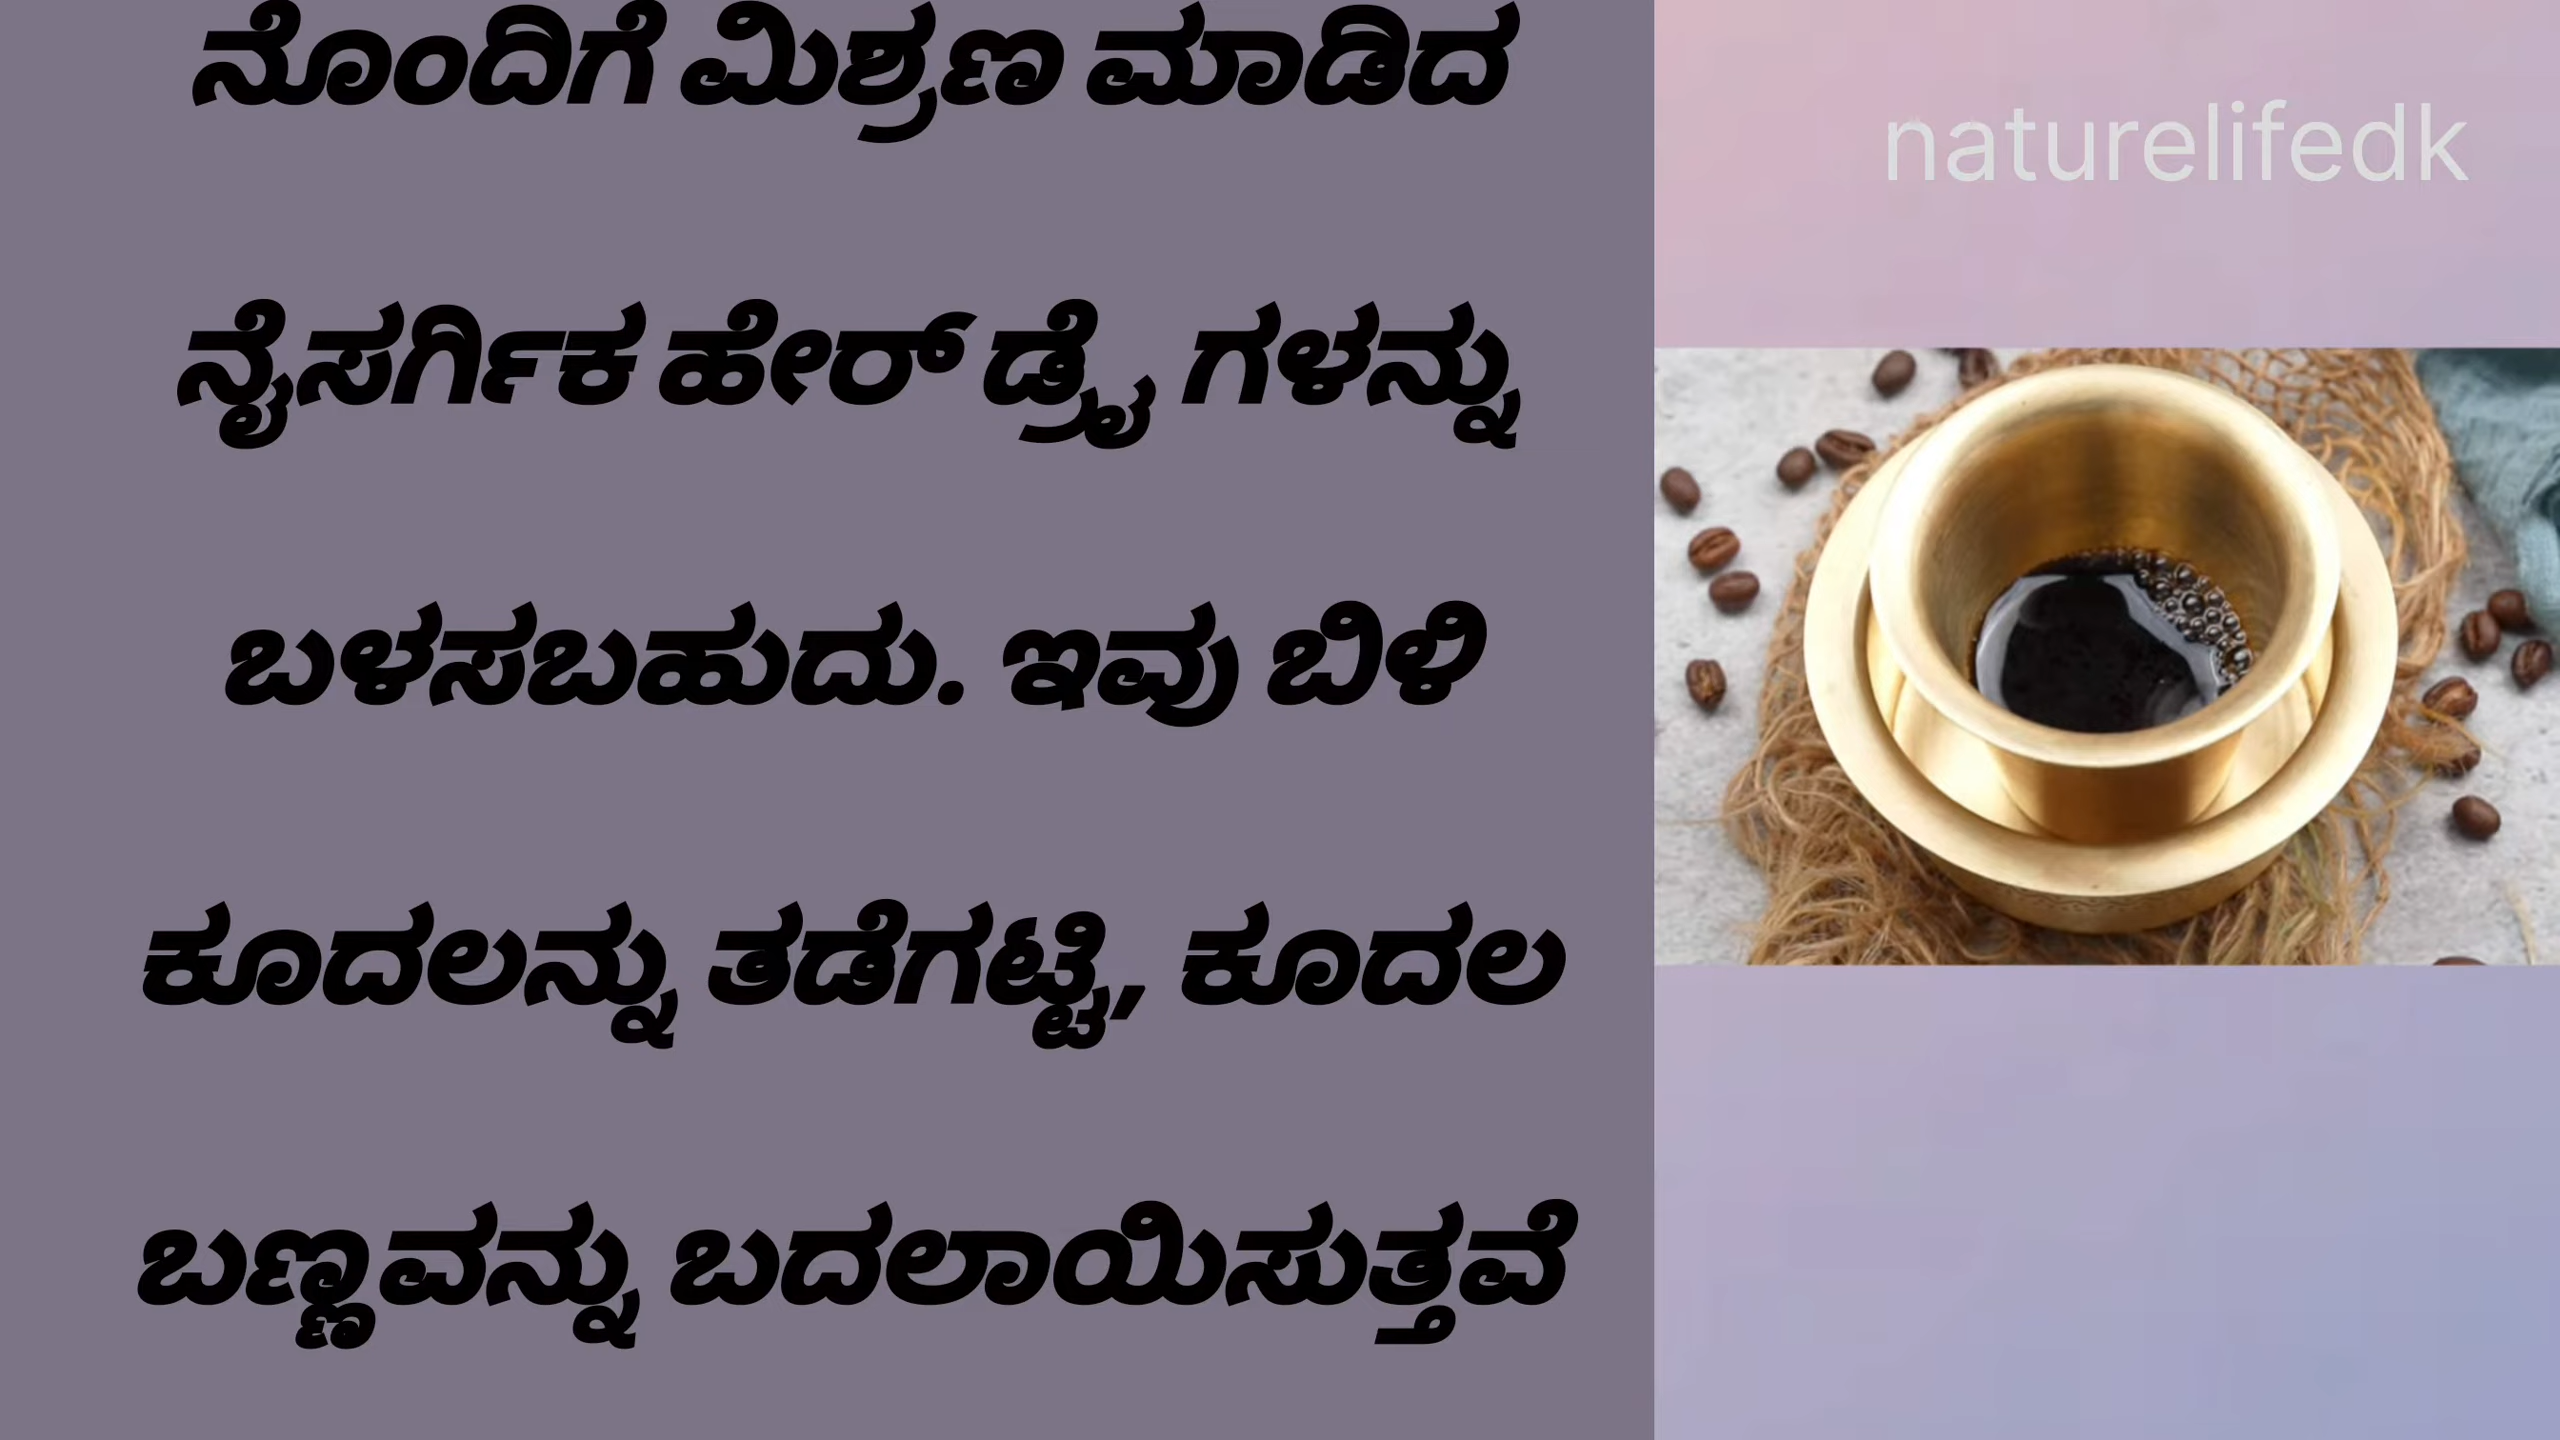 ನೊಂದಿಗೆ ಮಿಶ್ರಣ ಮಾಡಿದ
ನೈಸರ್ಗಿಕ ಹೇರ್ ಡ್ರೈ ಗಳನ್ನು
ಬಳಸಬಹುದು. ಇವು ಬಿಳಿ
ಕೂದಲನ್ನು ತಡೆಗಟ್ಟಿ, ಕೂದಲ
ಬಣ್ಣವನ್ನು ಬದಲಾಯಿಸುತ್ತವೆ
naturelifedk